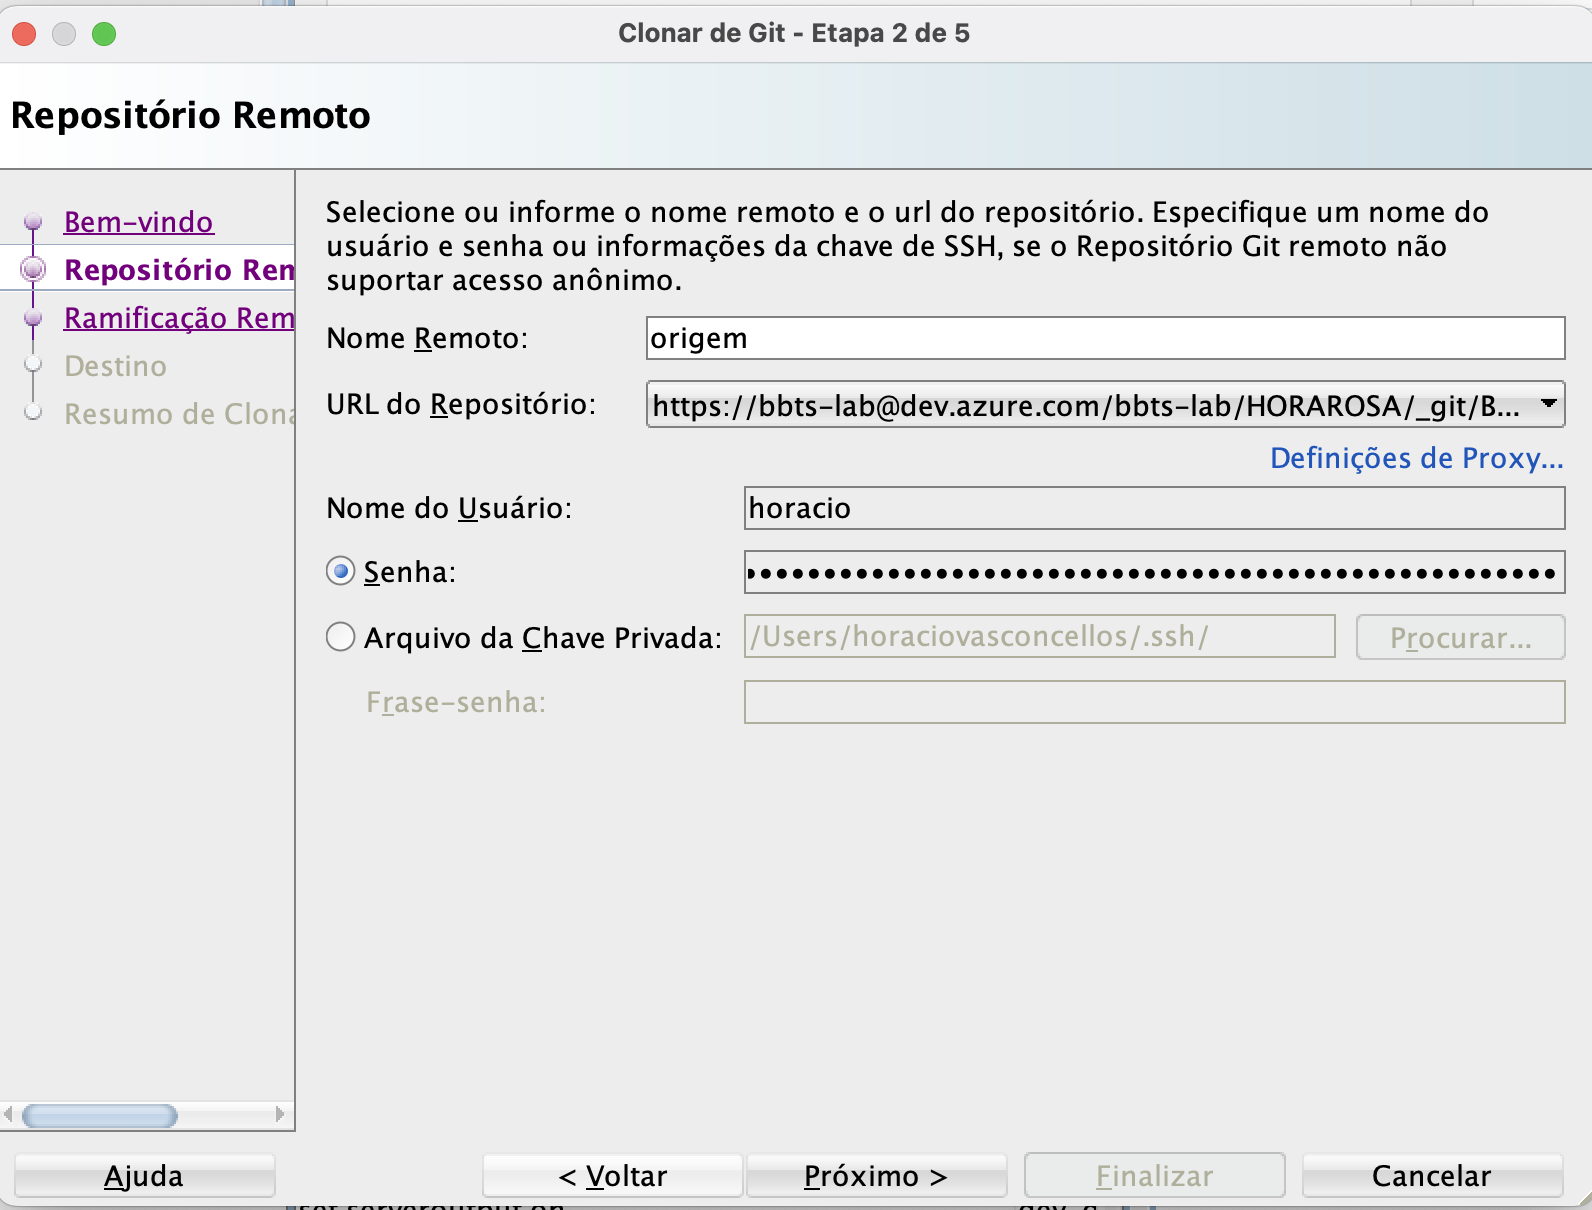 Clonar de Git - Etapa 2 de 5
Repositório Remoto
Bem-vindo
Repositório Rem
Ramificação Rem
Destino
Resumo de Clona
Selecione ou informe o nome remoto e o url do repositório. Especifique um nome do
usuário e senha ou informações da chave de SSH, se o Repositório Git remoto não
suportar acesso anônimo.
Nome Remoto: origem
URL do Repositório: https://bbts-lab@dev.azure.com/bbts-lab/HORAROSA/_git/B...
Definições de Proxy...
Nome do Usuário: horacio
Senha:
Arquivo da Chave Privada: /Users/horaciovasconcellos/.ssh/ Procurar...
Frase-senha:
Ajuda < Voltar Próximo > Finalizar Cancelar